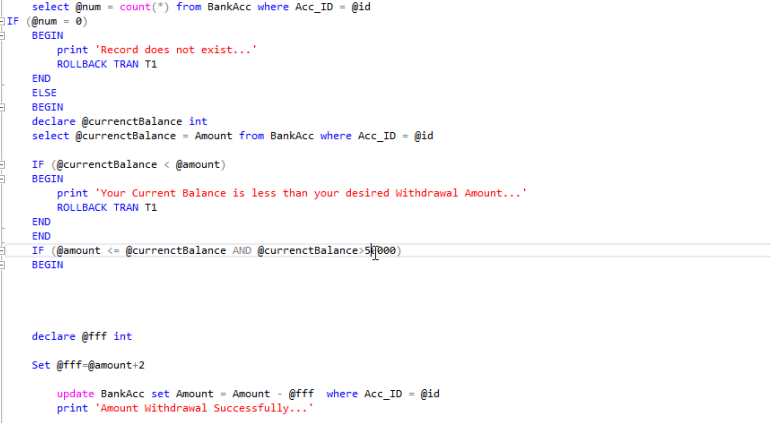 select @num = count(*) from BankAcc where Acc_ID = @id
IF (@num = 0)
BEGIN
print 'Record does not exist...'
ROLLBACK TRAN T1
END
ELSE
BEGIN
declare @currenctBalance int
select @currenctBalance = Amount from BankAcc where Acc_ID = @id
IF (@currenctBalance < @amount)
BEGIN
print 'Your Current Balance is less than your desired Withdrawal Amount...'
ROLLBACK TRAN T1
END
END
IF (@amount <= @currenctBalance AND @currenctBalance>
BEGIN
declare @fff int
Set @fff=@amount+2
update BankAcc set Amount = Amount - @fff where Acc_ID = @id
print 'Amount Withdrawal Successfully...'